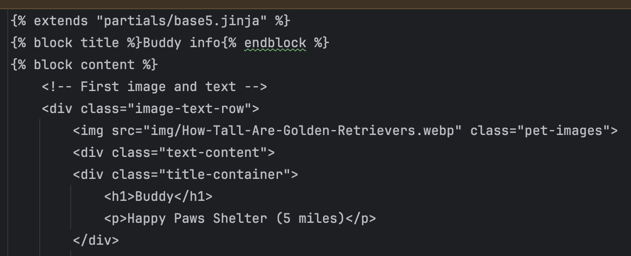 {% extends "partials/base5.jinja" %}
{% block title %}Buddy info{% endblock %}
{% block content %}
    <!-- First image and text -->
    <div class="image-text-row">
        <img src="img/How-Tall-Are-Golden-Retrievers.webp" class="pet-images">
        <div class="text-content">
        <div class="title-container">
            <h1>Buddy</h1>
            <p>Happy Paws Shelter (5 miles)</p>
        </div>